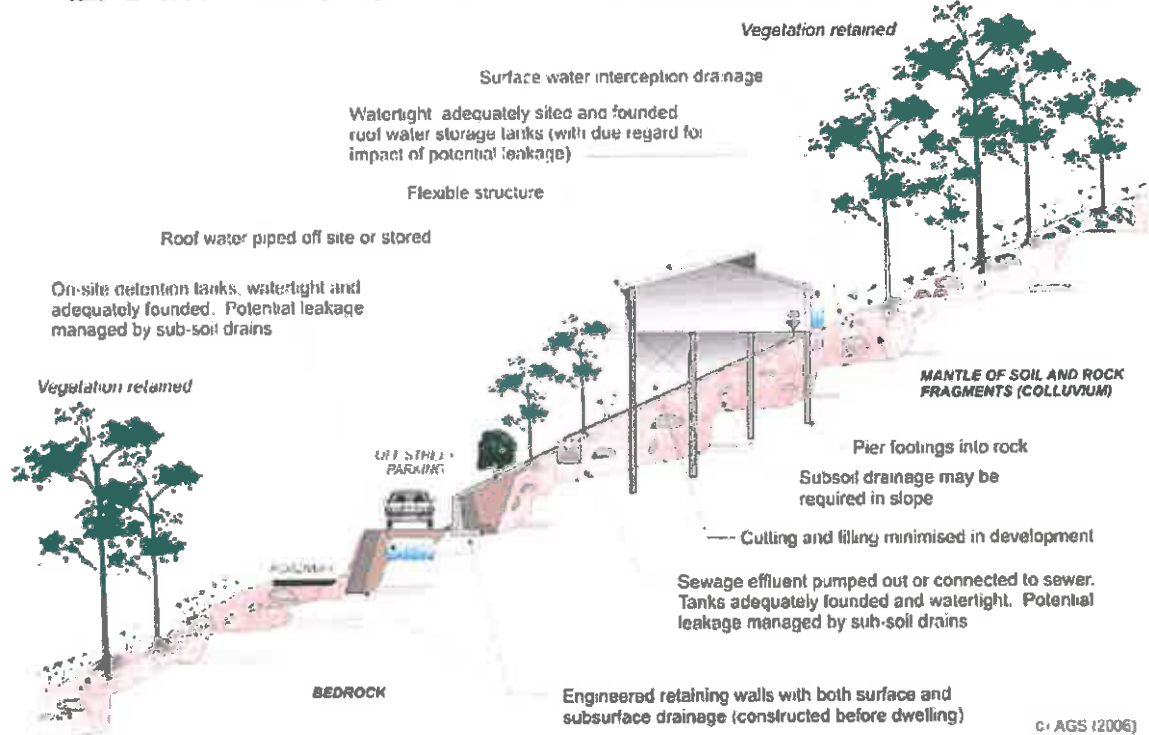 Vegetation retained
Surface water interception drainage
Watertight adequately sited and founded
roof water storage tanks (with due regard for
impact of potential leakage)
Flexible structure
Roof water piped off site or stored
On-site detention tanks, watertight and
adequately founded. Potential leakage
managed by sub-soil drains
Vegetation retained
MANTLE OF SOIL AND ROCK
FRAGMENTS (COLLUVIUM)
OFF STREET
PARKING
Pier footings into rock
Subsoil drainage may be
required in slope
Cutting and filling minimised in development
ROADWAY
Sewage effluent pumped out or connected to sewer.
Tanks adequately founded and watertight. Potential
leakage managed by sub-soil drains
BEDROCK
Engineered retaining walls with both surface and
subsurface drainage (constructed before dwelling)
AGS (2006)